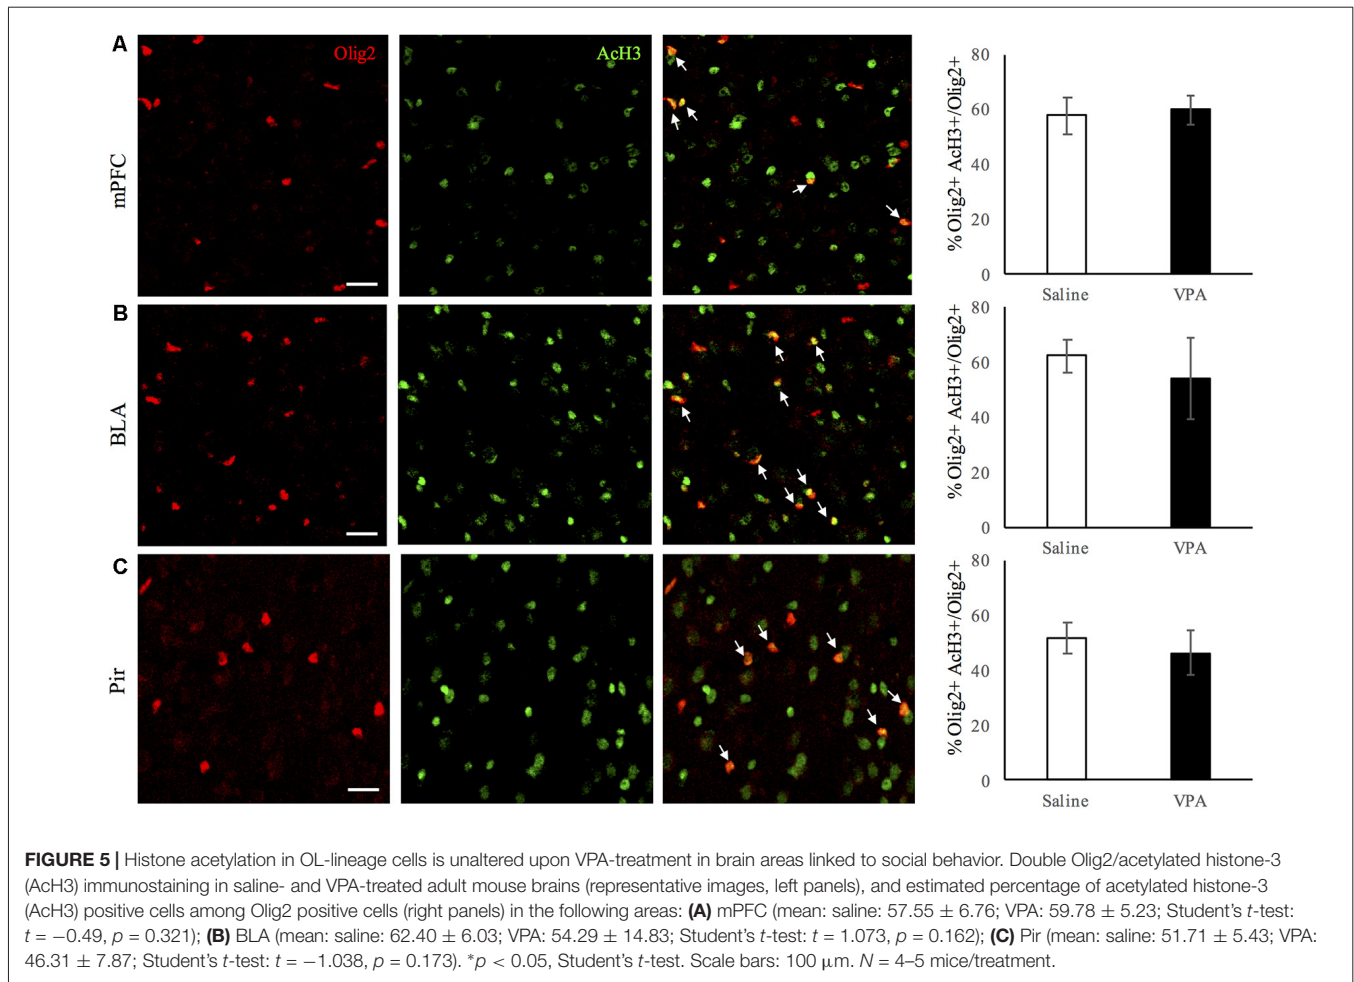 A
Olig2
AcH3
mPFC
%Olig2+ AcH3+/Olig2+
80
60
40
20
0
Saline VPA
B
BLA
%Olig2+ AcH3+/Olig2+
80
60
40
20
0
Saline VPA
C
Pir
%Olig2+ AcH3+/Olig2+
80
60
40
20
0
Saline VPA
FIGURE 5 | Histone acetylation in OL-lineage cells is unaltered upon VPA-treatment in brain areas linked to social behavior. Double Olig2/acetylated histone-3
(AcH3) immunostaining in saline- and VPA-treated adult mouse brains (representative images, left panels), and estimated percentage of acetylated histone-3
(AcH3) positive cells among Olig2 positive cells (right panels) in the following areas: (A) mPFC (mean: saline: 57.55 ± 6.76; VPA: 59.78 ± 5.23; Student's t-test:
t = −0.49, p = 0.321); (B) BLA (mean: saline: 62.40 ± 6.03; VPA: 54.29 ± 14.83; Student's t-test: t = 1.073, p = 0.162); (C) Pir (mean: saline: 51.71 ± 5.43; VPA:
46.31 ± 7.87; Student's t-test: t = −1.038, p = 0.173). *p < 0.05, Student's t-test. Scale bars: 100 μm. N = 4–5 mice/treatment.